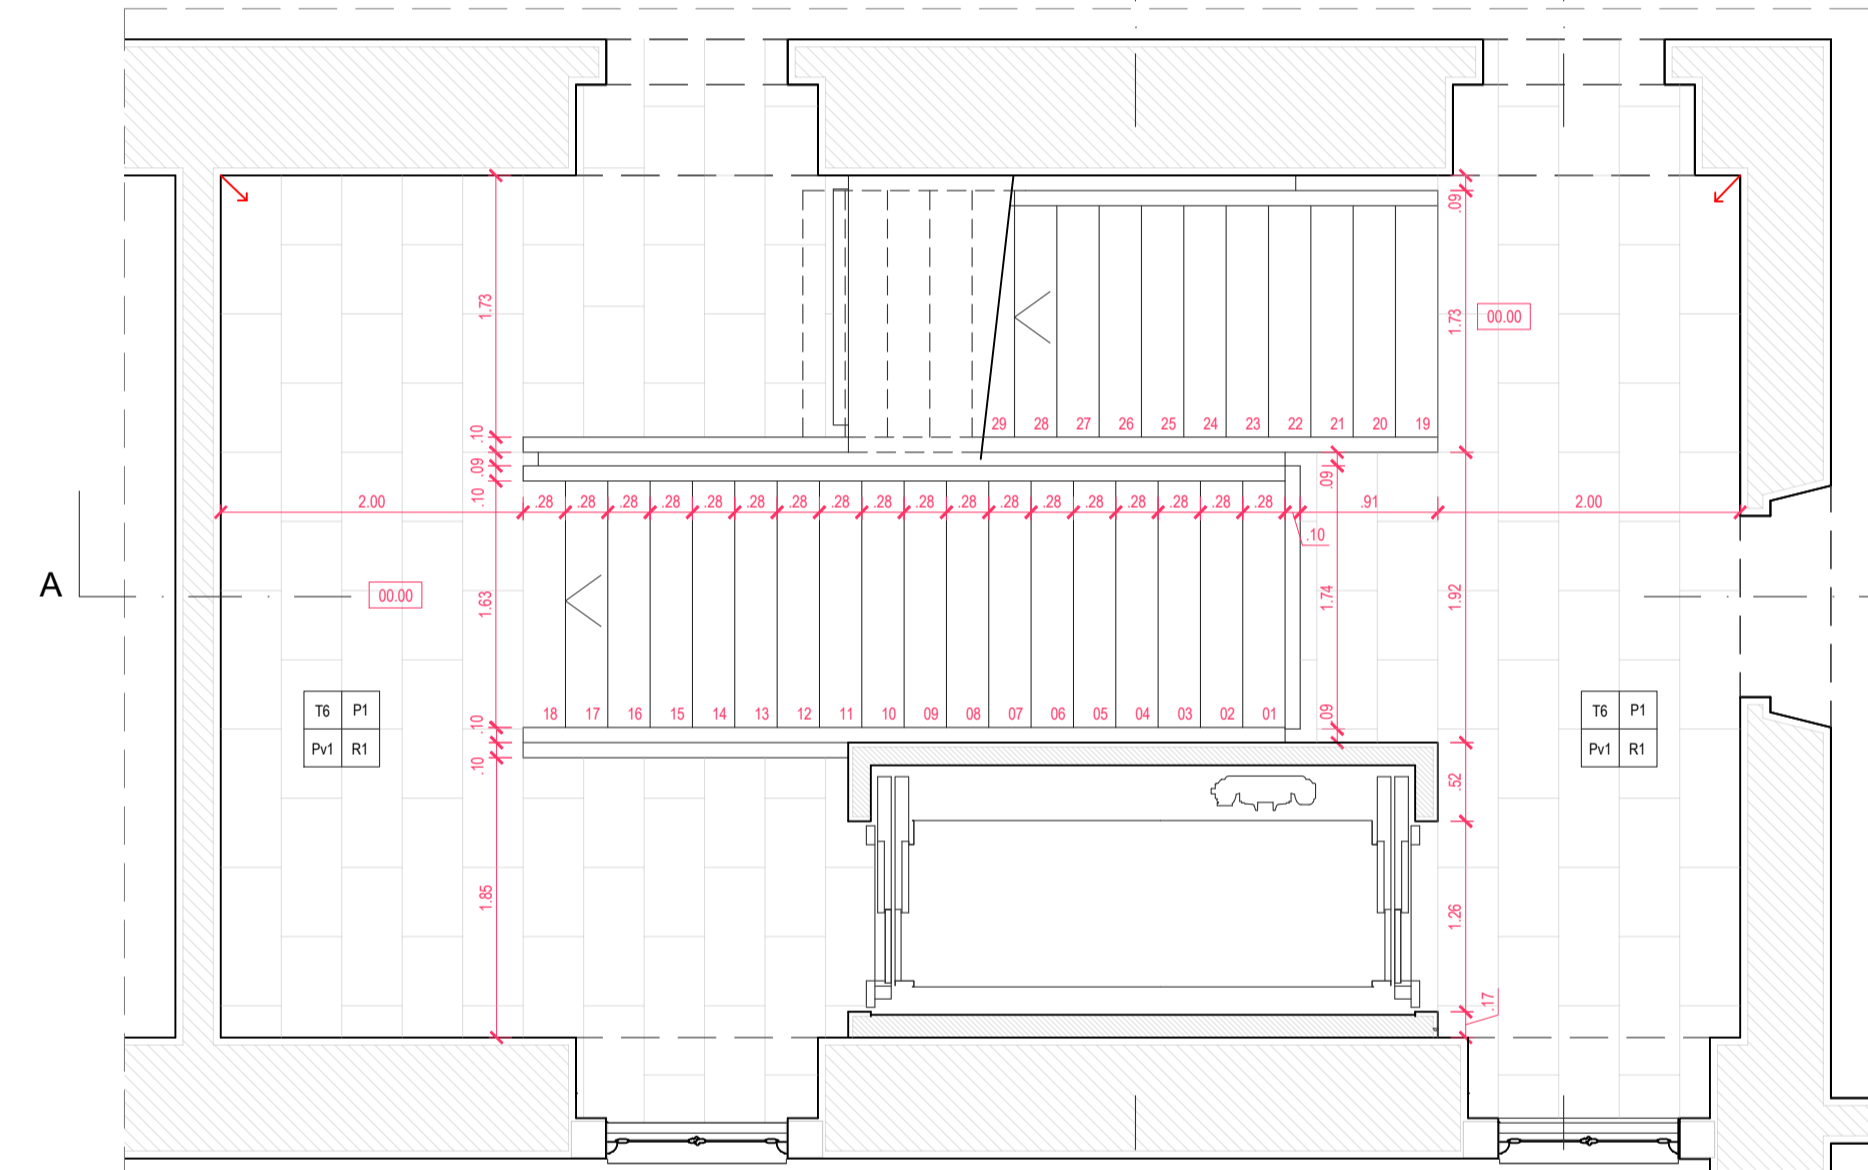 .09
1.73
1.73
00.00
29 28 27 26 25 24 23 22 21 20 19
.10
.09
.10
.09
2.00
.28 .28 .28 .28 .28 .28 .28 .28 .28 .28 .28 .28 .28 .28 .28 .28 .28 .28
.91
2.00
.10
A
00.00
1.63
1.74
1.92
T6 P1
Pv1 R1
T6 P1
Pv1 R1
18 17 16 15 14 13 12 11 10 09 08 07 06 05 04 03 02 01
.10
.09
.10
.52
1.85
1.26
.17